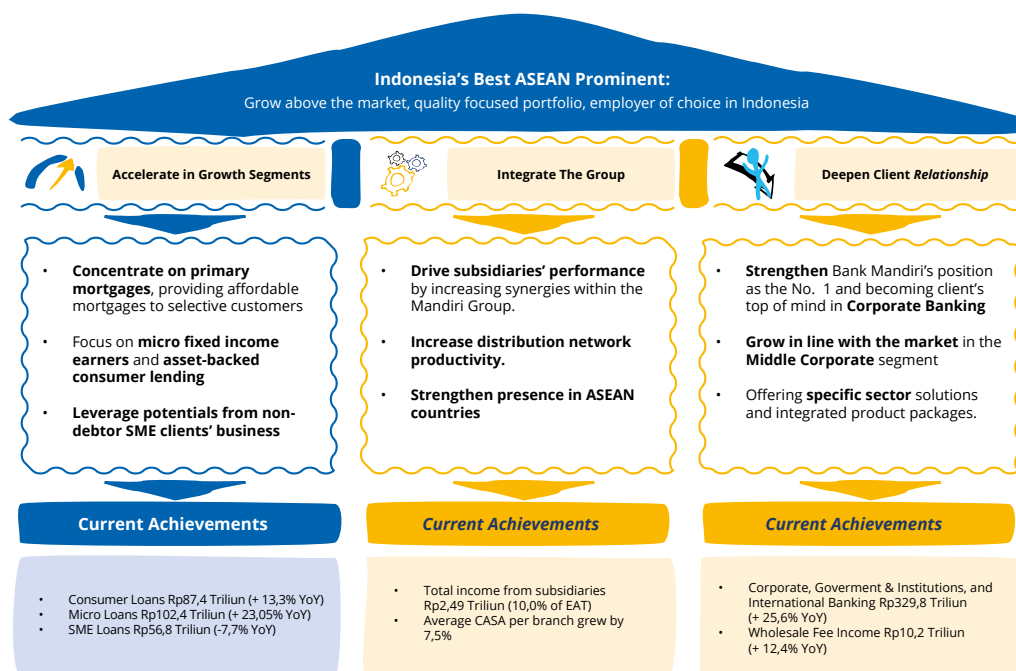 Indonesia's Best ASEAN Prominent:
Grow above the market, quality focused portfolio, employer of choice in Indonesia
Accelerate in Growth Segments
Integrate The Group
Deepen Client Relationship
• Concentrate on primary
mortgages, providing affordable
mortgages to selective customers
• Focus on micro fixed income
earners and asset-backed
consumer lending
• Leverage potentials from non-
debtor SME clients' business
• Drive subsidiaries' performance
by increasing synergies within the
Mandiri Group.
• Increase distribution network
productivity.
• Strengthen presence in ASEAN
countries
• Strengthen Bank Mandiri's position
as the No. 1 and becoming client's
top of mind in Corporate Banking
• Grow in line with the market in the
Middle Corporate segment
• Offering specific sector solutions
and integrated product packages.
Current Achievements
Current Achievements
Current Achievements
• Consumer Loans Rp87,4 Triliun (+ 13,3% YoY)
• Micro Loans Rp102,4 Triliun (+ 23,05% YoY)
• SME Loans Rp56,8 Triliun (-7,7% YoY)
• Total income from subsidiaries
Rp2,49 Triliun (10,0% of EAT)
• Average CASA per branch grew by
7,5%
• Corporate, Goverment & Institutions, and
International Banking Rp329,8 Triliun
(+ 25,6% YoY)
• Wholesale Fee Income Rp10,2 Triliun
(+ 12,4% YoY)